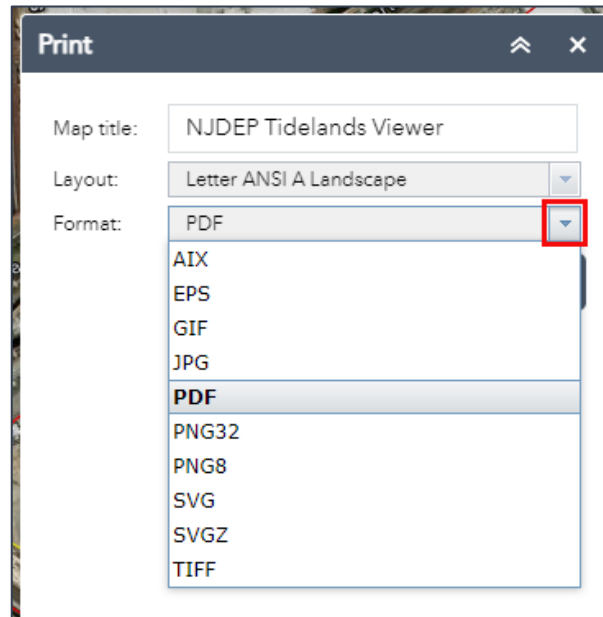 Print
Map title: NJDEP Tidelands Viewer
Layout: Letter ANSI A Landscape
Format: PDF
AIX
EPS
GIF
JPG
PDF
PNG32
PNG8
SVG
SVGZ
TIFF